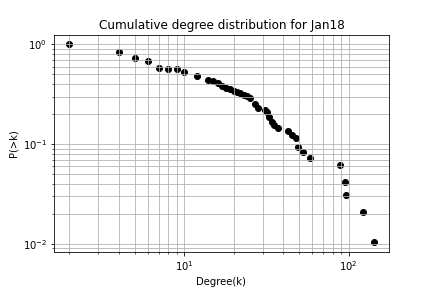 Cumulative degree distribution for Jan18
P(>k)
10⁰
10⁻¹
10⁻²
10¹
10²
Degree(k)